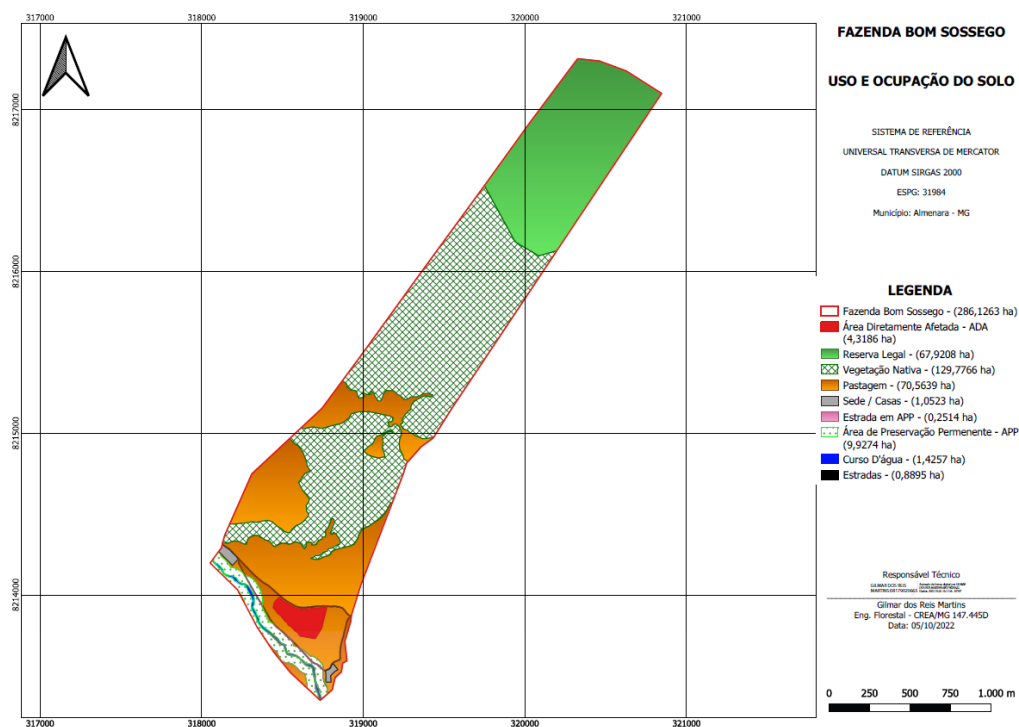 317000 318000 319000 320000 321000
FAZENDA BOM SOSSEGO
USO E OCUPAÇÃO DO SOLO
SISTEMA DE REFERÊNCIA
UNIVERSAL TRANSVERSA DE MERCATOR
DATUM SIRGAS 2000
ESPG: 31984
Município: Almenara - MG
8217000
8216000
8215000
8214000
LEGENDA
Fazenda Bom Sossego - (286,1263 ha)
Área Diretamente Afetada - ADA
(4,3186 ha)
Reserva Legal - (67,9208 ha)
Vegetação Nativa - (129,7766 ha)
Pastagem - (70,5639 ha)
Sede / Casas - (1,0523 ha)
Estrada em APP - (0,2514 ha)
Área de Preservação Permenente - APP
(9,9274 ha)
Curso D'água - (1,4257 ha)
Estradas - (0,8895 ha)
Responsável Técnico
Gilmar dos Reis Martins
Eng. Florestal - CREA/MG 147.445D
Data: 05/10/2022
0 250 500 750 1.000 m
317000 318000 319000 320000 321000